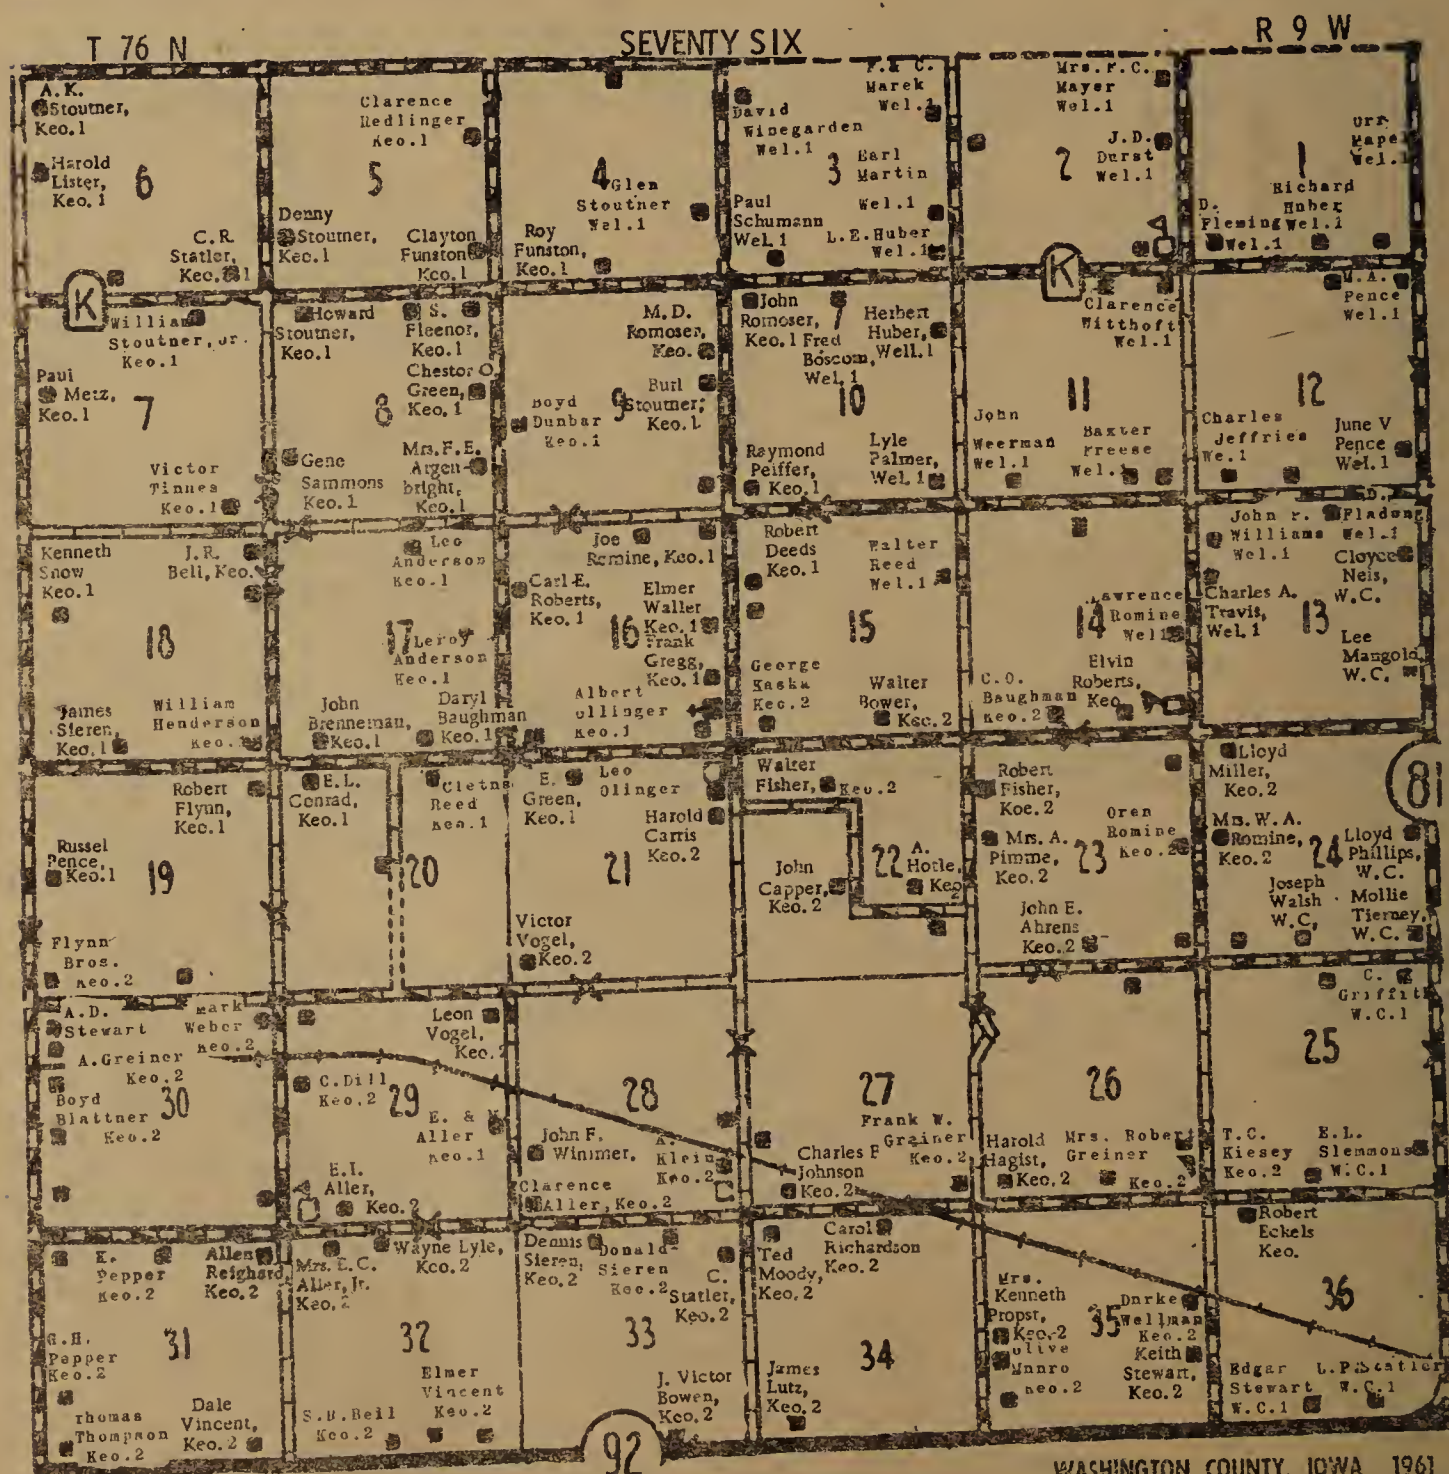 T 76 N
SEVENTY SIX
R 9 W
A.K.
Stoutner,
Keo.1
Harold
Lister,
Keo.1
6
C.R.
Statler,
Keo.1
Clarence
Redlinger
Keo.1
5
Denny
Stoutner,
Keo.1
Clayton
Funston
Keo.1
4
Glen
Stoutner
Wel.1
Roy
Funston,
Keo.1
F. & C.
Marek
Wel.1
David
Winegarden
Wel.1
3
Earl
Martin
Wel.1
Paul
Schumann
Wel.1
L.E.Huber
Wel.1
Mrs. F.C.
Mayer
Wel.1
J.D.
Durst
Wel.1
2
1
Orr
Mapel
Wel.1
Richard
Huber
Wel.1
D.
Fleming
Wel.1
K
K
William
Stoutner, Jr.
Keo.1
Paul
Metz,
Keo.1
7
Victor
Tinnes
Keo.1
Howard
Stoutner,
Keo.1
S.
Fleenor,
Keo.1
Chestor O.
Green,
Keo.1
8
Gene
Sammons
Keo.1
Mrs.F.E.
Argen-
bright,
Keo.1
M.D.
Romoser,
Keo.
Boyd
Dunbar
Keo.1
9
Burl
Stoutner,
Keo.1
John
Romoser,
Keo.1
Fred
Boscom,
Wel.1
Herbert
Huber,
Well.1
10
Raymond
Peiffer,
Keo.1
Lyle
Palmer,
Wel.1
Clarence
Witthoft
Wel.1
11
John
Weerman
Wel.1
Baxter
Freese
Wel.1
M.A.
Pence
Wel.1
12
Charles
Jeffries
We.1
June V
Pence
Wel.1
Kenneth
Snow
Keo.1
J.R.
Bell, Keo.
18
James
Sieren,
Keo.1
William
Henderson
Keo.1
Leo
Anderson
Keo.1
17
Leroy
Anderson
Keo.1
John
Brenneman,
Keo.1
Daryl
Baughman
Keo.1
Joe
Romine, Keo.1
Carl E.
Roberts,
Keo.1
Elmer
Waller
Keo.1
16
Frank
Gregg,
Keo.1
Albert
Ollinger
Keo.1
Robert
Deeds
Keo.1
Walter
Reed
Wel.1
15
George
Kaska
Keo.2
Walter
Bower,
Keo.2
Lawrence
Romine
Wel
14
Elvin
Roberts,
Keo
C.O.
Baughman
Keo.2
John F.
Williams
Wel.1
D.
Fladung
Wel.1
Cloyce
Neis,
W.C.
Charles A.
Travis,
Wel.1
13
Lee
Mangold,
W.C.
Robert
Flynn,
Keo.1
Russel
Pence,
Keo.1
19
Flynn
Bros.
Keo.2
E.L.
Conrad,
Keo.1
Cletns
Reed
Keo.1
20
E.
Green,
Keo.1
Leo
Olinger
Harold
Carris
Keo.2
21
Victor
Vogel,
Keo.2
Walter
Fisher,
Keo.2
22
A.
Hotle,
Keo
John
Capper,
Keo.2
Robert
Fisher,
Koe.2
Oren
Romine
Keo.2
Mrs. A.
Pimme,
Keo.2
23
John E.
Ahrens
Keo.2
Lloyd
Miller,
Keo.2
81
Mrs.W.A.
Romine,
Keo.2
24
Lloyd
Phillips,
W.C.
Joseph
Walsh
W.C.
Mollie
Tierney,
W.C.
A.D.
Stewart
Mark
Weber
Keo.2
A.Greiner
Keo.2
Boyd
Blattner
Keo.2
30
Leon
Vogel,
Keo.2
C.Dill
Keo.2
29
Aller
Keo.1
E.I.
Aller,
Keo.2
28
John F.
Wimmer,
Klein
Keo.2
Clarence
Aller, Keo.2
27
Frank W.
Greiner
Keo.2
Charles
Johnson
Keo.2
26
Harold
Hagist,
Keo.2
Mrs. Robert
Greiner
Keo.2
C.
Griffit
W.C.1
25
T.C.
Kiesey
Keo.2
E.L.
Slemmons
W.C.1
K.
Pepper
Keo.2
Allen
Reighard,
Keo.2
G.H.
Pepper
Keo.2
31
Thomas
Thompson
Keo.2
Dale
Vincent,
Keo.2
Mrs. E.C.
Aller, Jr.
Keo.2
Wayne Lyle,
Keo.2
32
Elmer
Vincent
Keo.2
S.B.Bell
Keo.2
Dennis
Sieren,
Keo.2
Donald
Sieren
Keo.2
C.
Statler,
Keo.2
33
J. Victor
Bowen,
Keo.2
Ted
Moody,
Keo.2
Carol
Richardson
Keo.2
34
James
Lutz,
Keo.2
Mrs.
Kenneth
Propst,
Keo.2
Olive
Munro
Keo.2
35
Wellman
Keo.2
Keith
Stewart,
Keo.2
Robert
Eckels
Keo.
36
Edgar
Stewart
W.C.1
L.P.Statler
W.C.1
92
WASHINGTON COUNTY, IOWA 1961